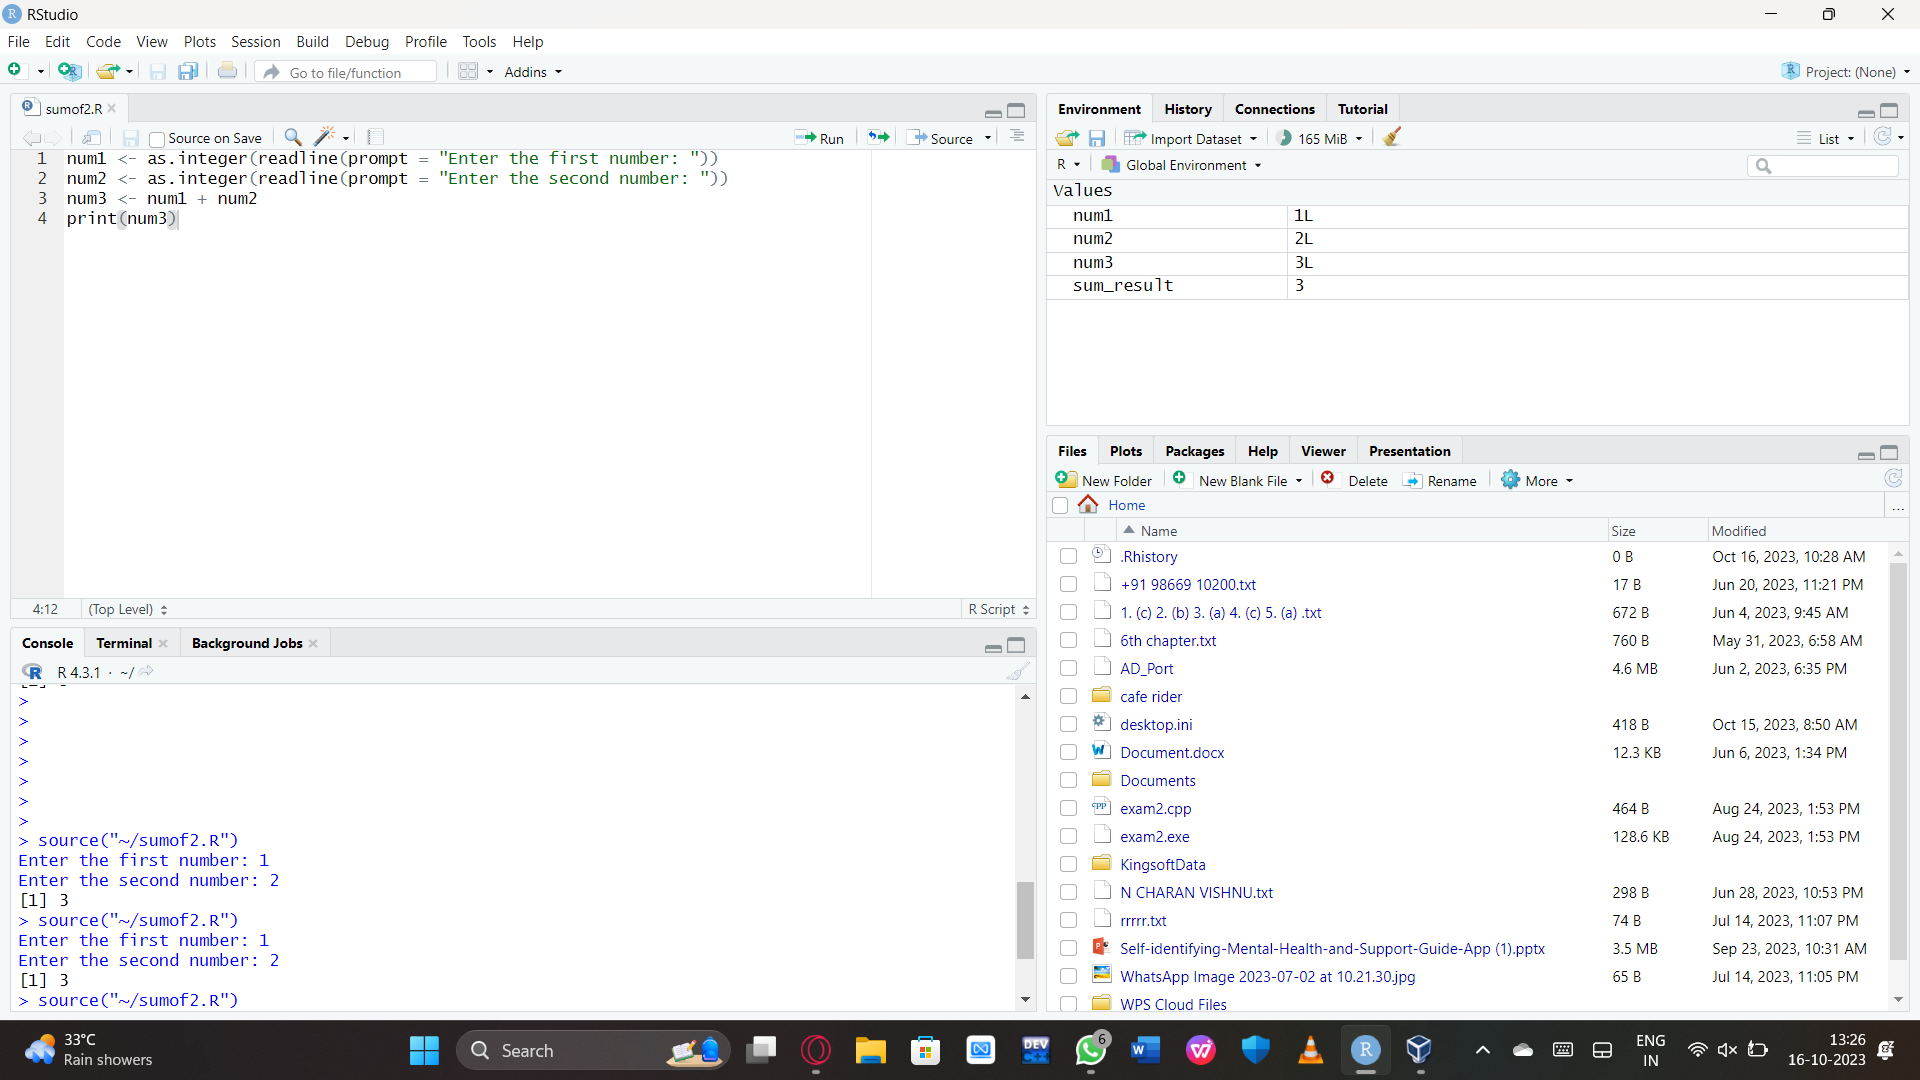 RStudio
File Edit Code View Plots Session Build Debug Profile Tools Help
Go to file/function Addins Project: (None)
sumof2.R
Source on Save Run Source
1 num1 <- as.integer(readline(prompt = "Enter the first number: "))
2 num2 <- as.integer(readline(prompt = "Enter the second number: "))
3 num3 <- num1 + num2
4 print(num3)
4:12 (Top Level) R Script
Console Terminal Background Jobs
R 4.3.1 · ~/
>
>
>
>
>
>
>
> source("~/sumof2.R")
Enter the first number: 1
Enter the second number: 2
[1] 3
> source("~/sumof2.R")
Enter the first number: 1
Enter the second number: 2
[1] 3
> source("~/sumof2.R")
Environment History Connections Tutorial
Import Dataset 165 MiB List
R Global Environment
Values
num1 1L
num2 2L
num3 3L
sum_result 3
Files Plots Packages Help Viewer Presentation
New Folder New Blank File Delete Rename More
Home ...
Name Size Modified
.Rhistory 0 B Oct 16, 2023, 10:28 AM
+91 98669 10200.txt 17 B Jun 20, 2023, 11:21 PM
1. (c) 2. (b) 3. (a) 4. (c) 5. (a) .txt 672 B Jun 4, 2023, 9:45 AM
6th chapter.txt 760 B May 31, 2023, 6:58 AM
AD_Port 4.6 MB Jun 2, 2023, 6:35 PM
cafe rider
desktop.ini 418 B Oct 15, 2023, 8:50 AM
Document.docx 12.3 KB Jun 6, 2023, 1:34 PM
Documents
exam2.cpp 464 B Aug 24, 2023, 1:53 PM
exam2.exe 128.6 KB Aug 24, 2023, 1:53 PM
KingsoftData
N CHARAN VISHNU.txt 298 B Jun 28, 2023, 10:53 PM
rrrrr.txt 74 B Jul 14, 2023, 11:07 PM
Self-identifying-Mental-Health-and-Support-Guide-App (1).pptx 3.5 MB Sep 23, 2023, 10:31 AM
WhatsApp Image 2023-07-02 at 10.21.30.jpg 65 B Jul 14, 2023, 11:05 PM
WPS Cloud Files
33°C
Rain showers
Search
DEV
6
ENG
IN
13:26
16-10-2023